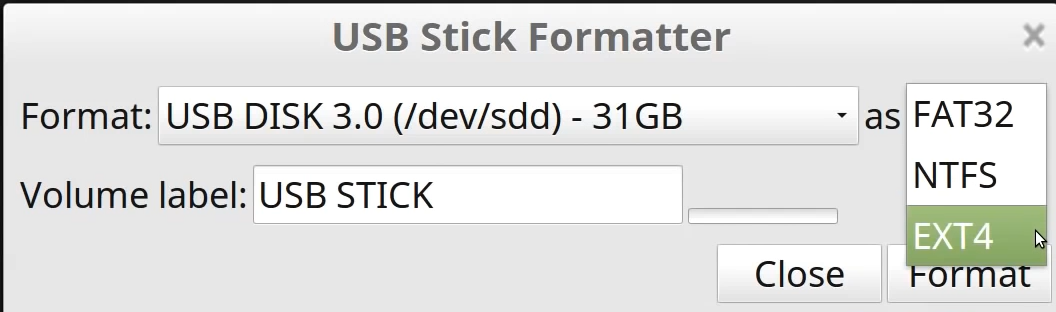 USB Stick Formatter
Format: USB DISK 3.0 (/dev/sdd) - 31GB as FAT32
NTFS
Volume label: USB STICK
EXT4
Close Format